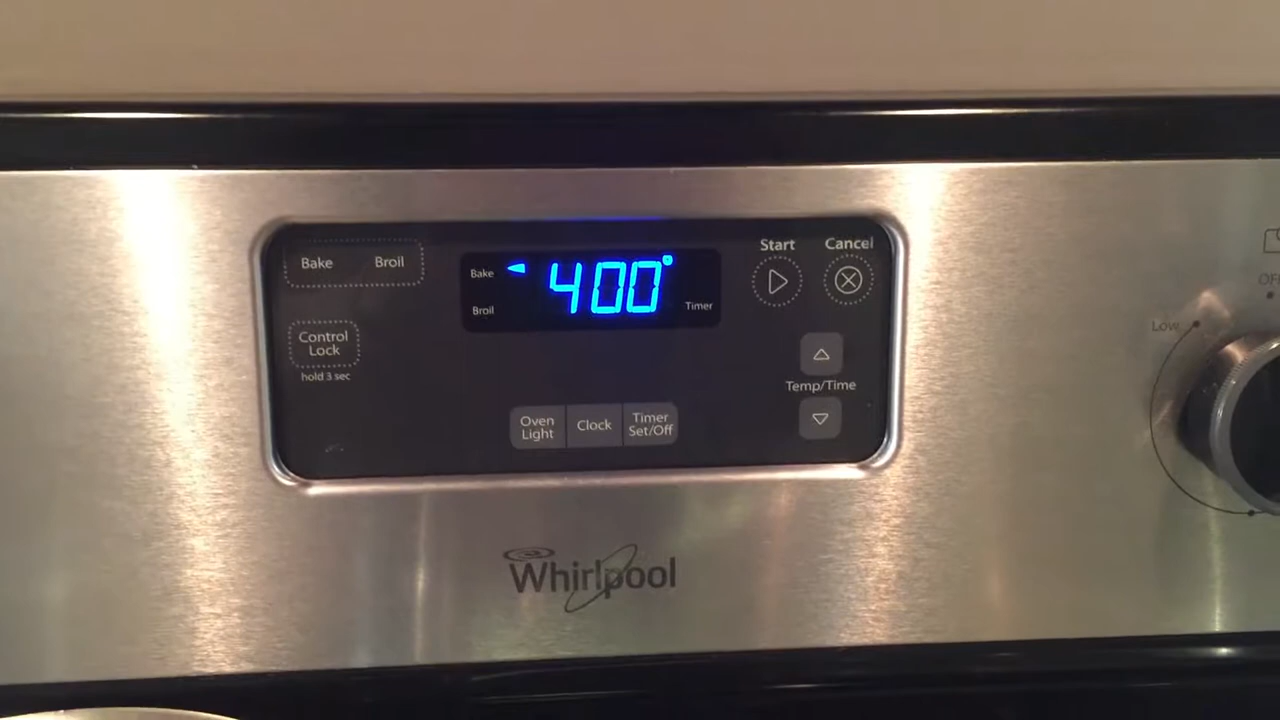 Bake Broil
Control
Lock
hold 3 sec
Bake 400°
Broil Timer
Start Cancel
Temp/Time
Oven
Light
Clock
Timer
Set/Off
Whirlpool
Low